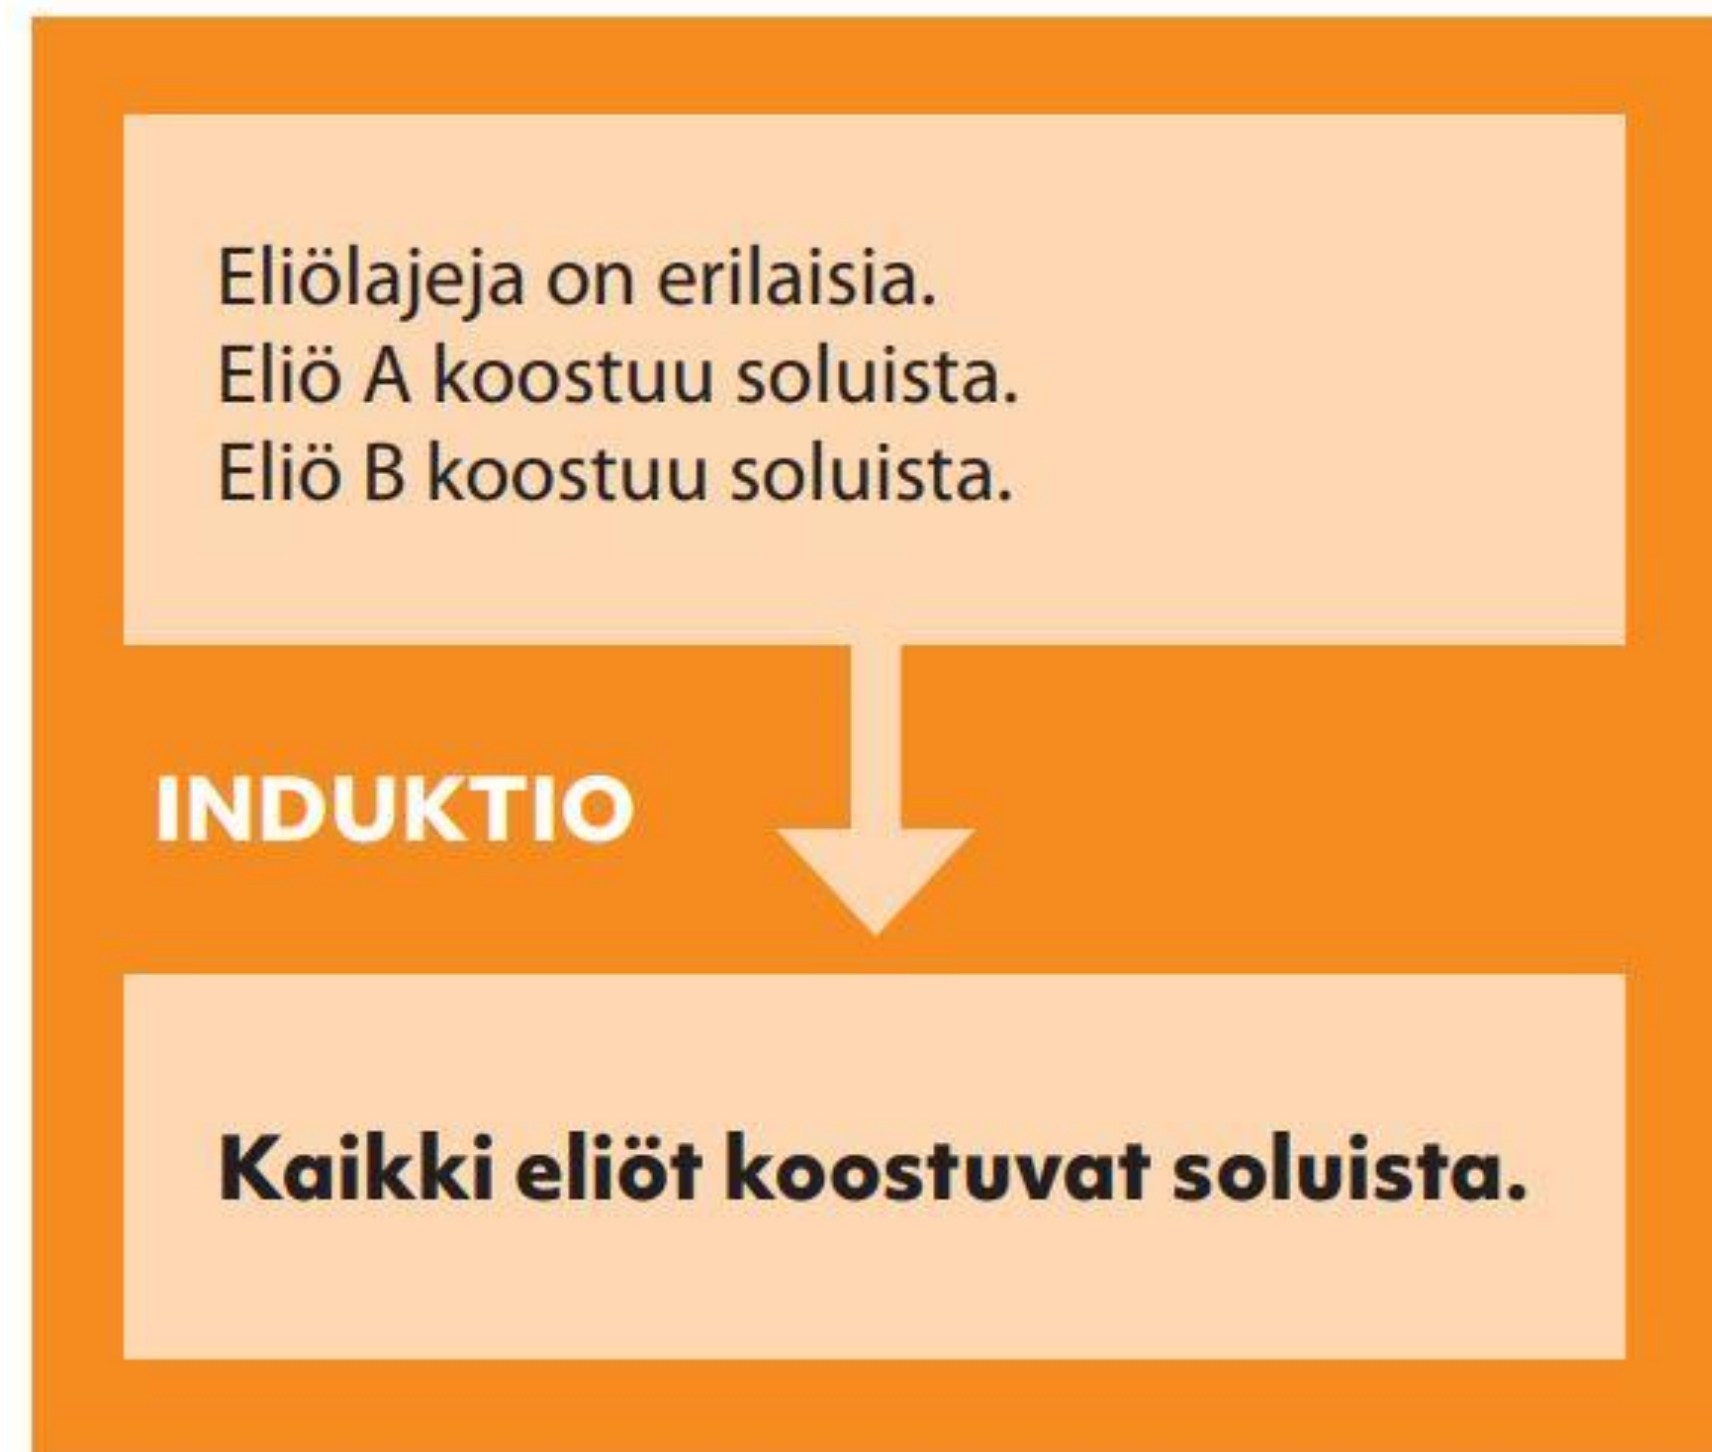 Eliölajeja on erilaisia.
Eliö A koostuu soluista.
Eliö B koostuu soluista.
INDUKTIO
Kaikki eliöt koostuvat soluista.